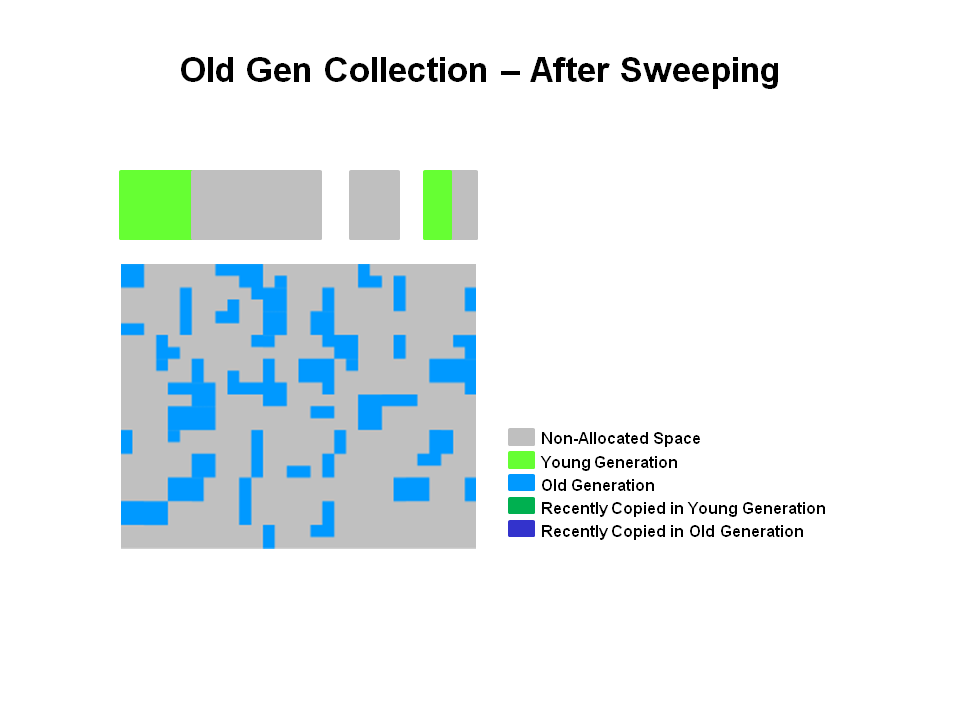 Old Gen Collection – After Sweeping
Non-Allocated Space
Young Generation
Old Generation
Recently Copied in Young Generation
Recently Copied in Old Generation